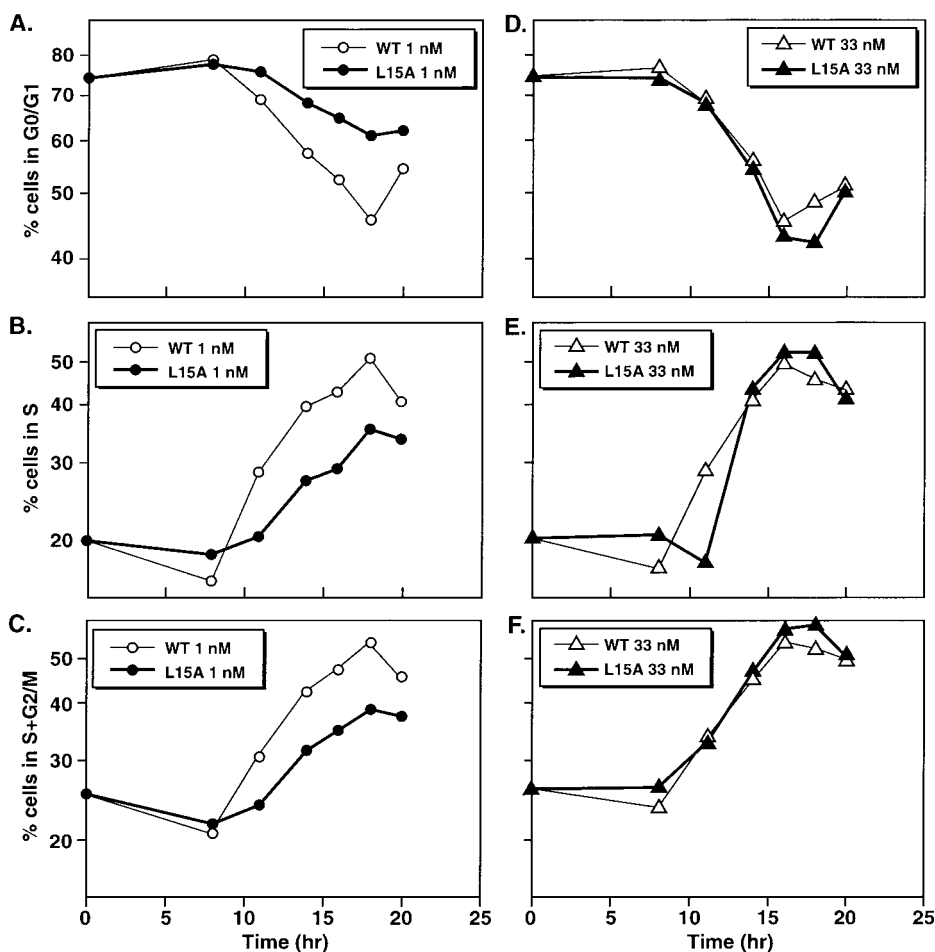 A.
WT 1 nM
L15A 1 nM
% cells in G0/G1
80
70
60
50
40
D.
WT 33 nM
L15A 33 nM
B.
WT 1 nM
L15A 1 nM
% cells in S
50
40
30
20
E.
WT 33 nM
L15A 33 nM
C.
WT 1 nM
L15A 1 nM
% cells in S+G2/M
50
40
30
20
0 5 10 15 20
Time (hr)
F.
WT 33 nM
L15A 33 nM
0 5 10 15 20 25
Time (hr)